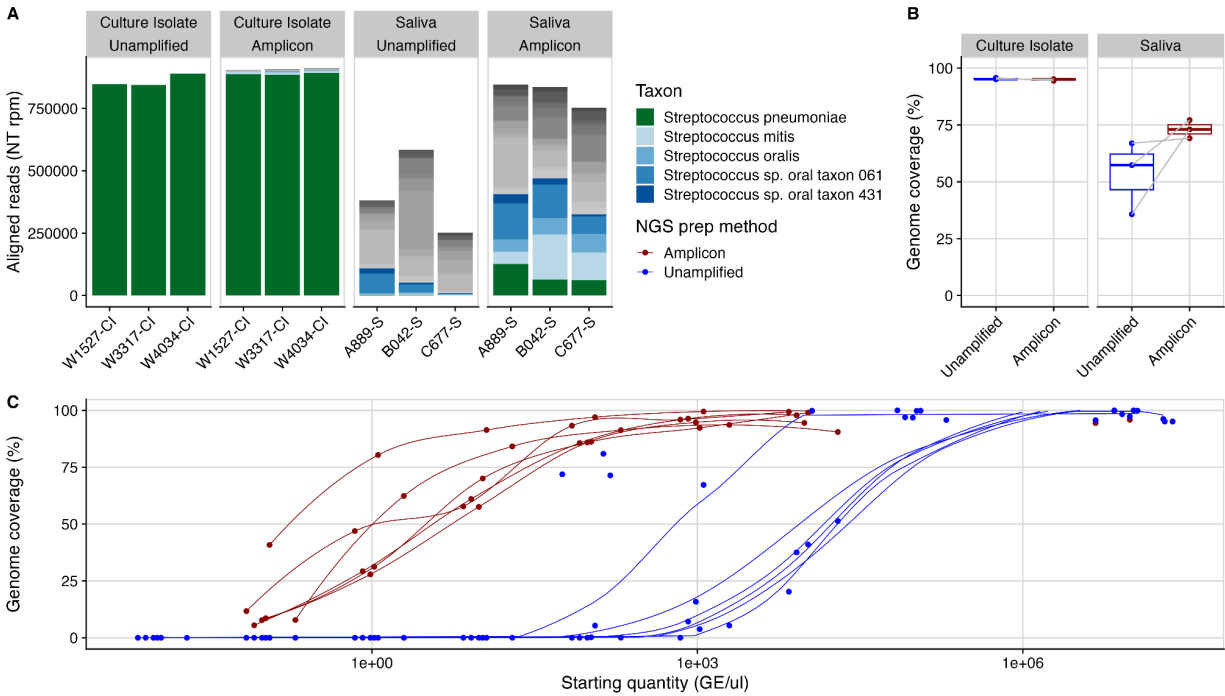 A
Culture Isolate
Unamplified
Culture Isolate
Amplicon
Saliva
Unamplified
Saliva
Amplicon
Aligned reads (NT rpm)
750000
500000
250000
0
W1527-CI
W3317-CI
W4034-CI
W1527-CI
W3317-CI
W4034-CI
A889-S
B042-S
C677-S
A889-S
B042-S
C677-S
Taxon
Streptococcus pneumoniae
Streptococcus mitis
Streptococcus oralis
Streptococcus sp. oral taxon 061
Streptococcus sp. oral taxon 431
NGS prep method
Amplicon
Unamplified
B
Culture Isolate
Saliva
Genome coverage (%)
100
75
50
25
0
Unamplified
Amplicon
Unamplified
Amplicon
C
Genome coverage (%)
100
75
50
25
0
1e+00
1e+03
1e+06
Starting quantity (GE/ul)